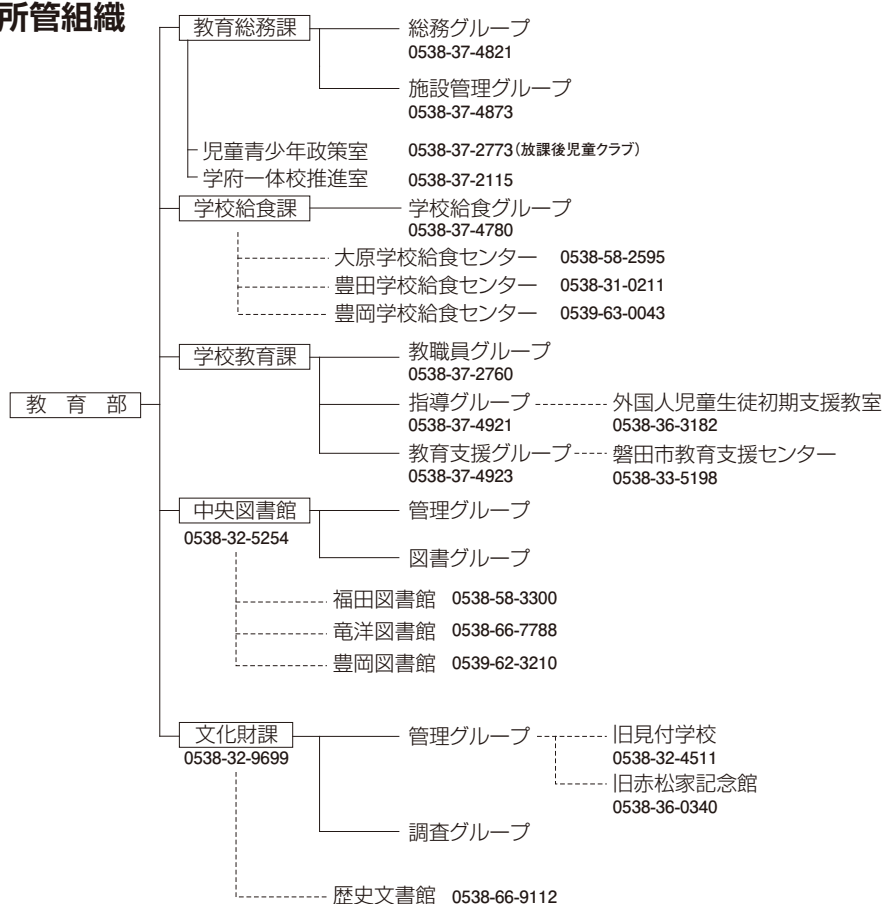 所管組織
教育総務課
総務グループ
0538-37-4821
施設管理グループ
0538-37-4873
児童青少年政策室 0538-37-2773(放課後児童クラブ)
学府一体校推進室 0538-37-2115
学校給食課
学校給食グループ
0538-37-4780
大原学校給食センター 0538-58-2595
豊田学校給食センター 0538-31-0211
豊岡学校給食センター 0539-63-0043
教育部
学校教育課
教職員グループ
0538-37-2760
指導グループ
0538-37-4921
外国人児童生徒初期支援教室
0538-36-3182
教育支援グループ
0538-37-4923
磐田市教育支援センター
0538-33-5198
中央図書館
0538-32-5254
管理グループ
図書グループ
福田図書館 0538-58-3300
竜洋図書館 0538-66-7788
豊岡図書館 0539-62-3210
文化財課
0538-32-9699
管理グループ
旧見付学校
0538-32-4511
旧赤松家記念館
0538-36-0340
調査グループ
歴史文書館 0538-66-9112